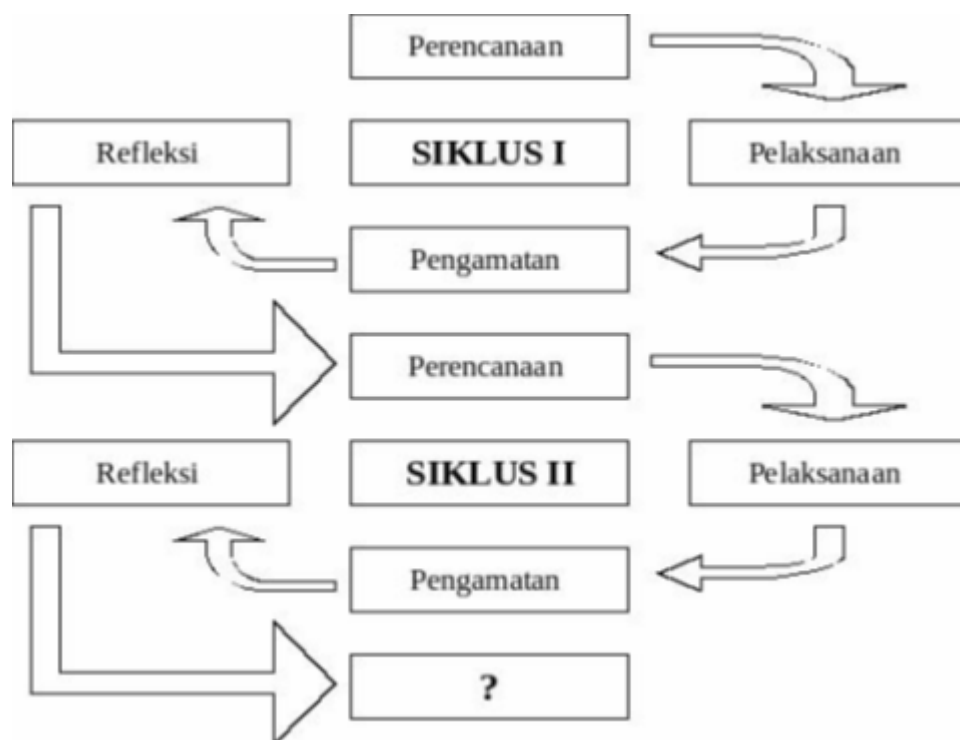 Perencanaan
Refleksi
SIKLUS I
Pelaksanaan
Pengamatan
Perencanaan
Refleksi
SIKLUS II
Pelaksanaan
Pengamatan
?